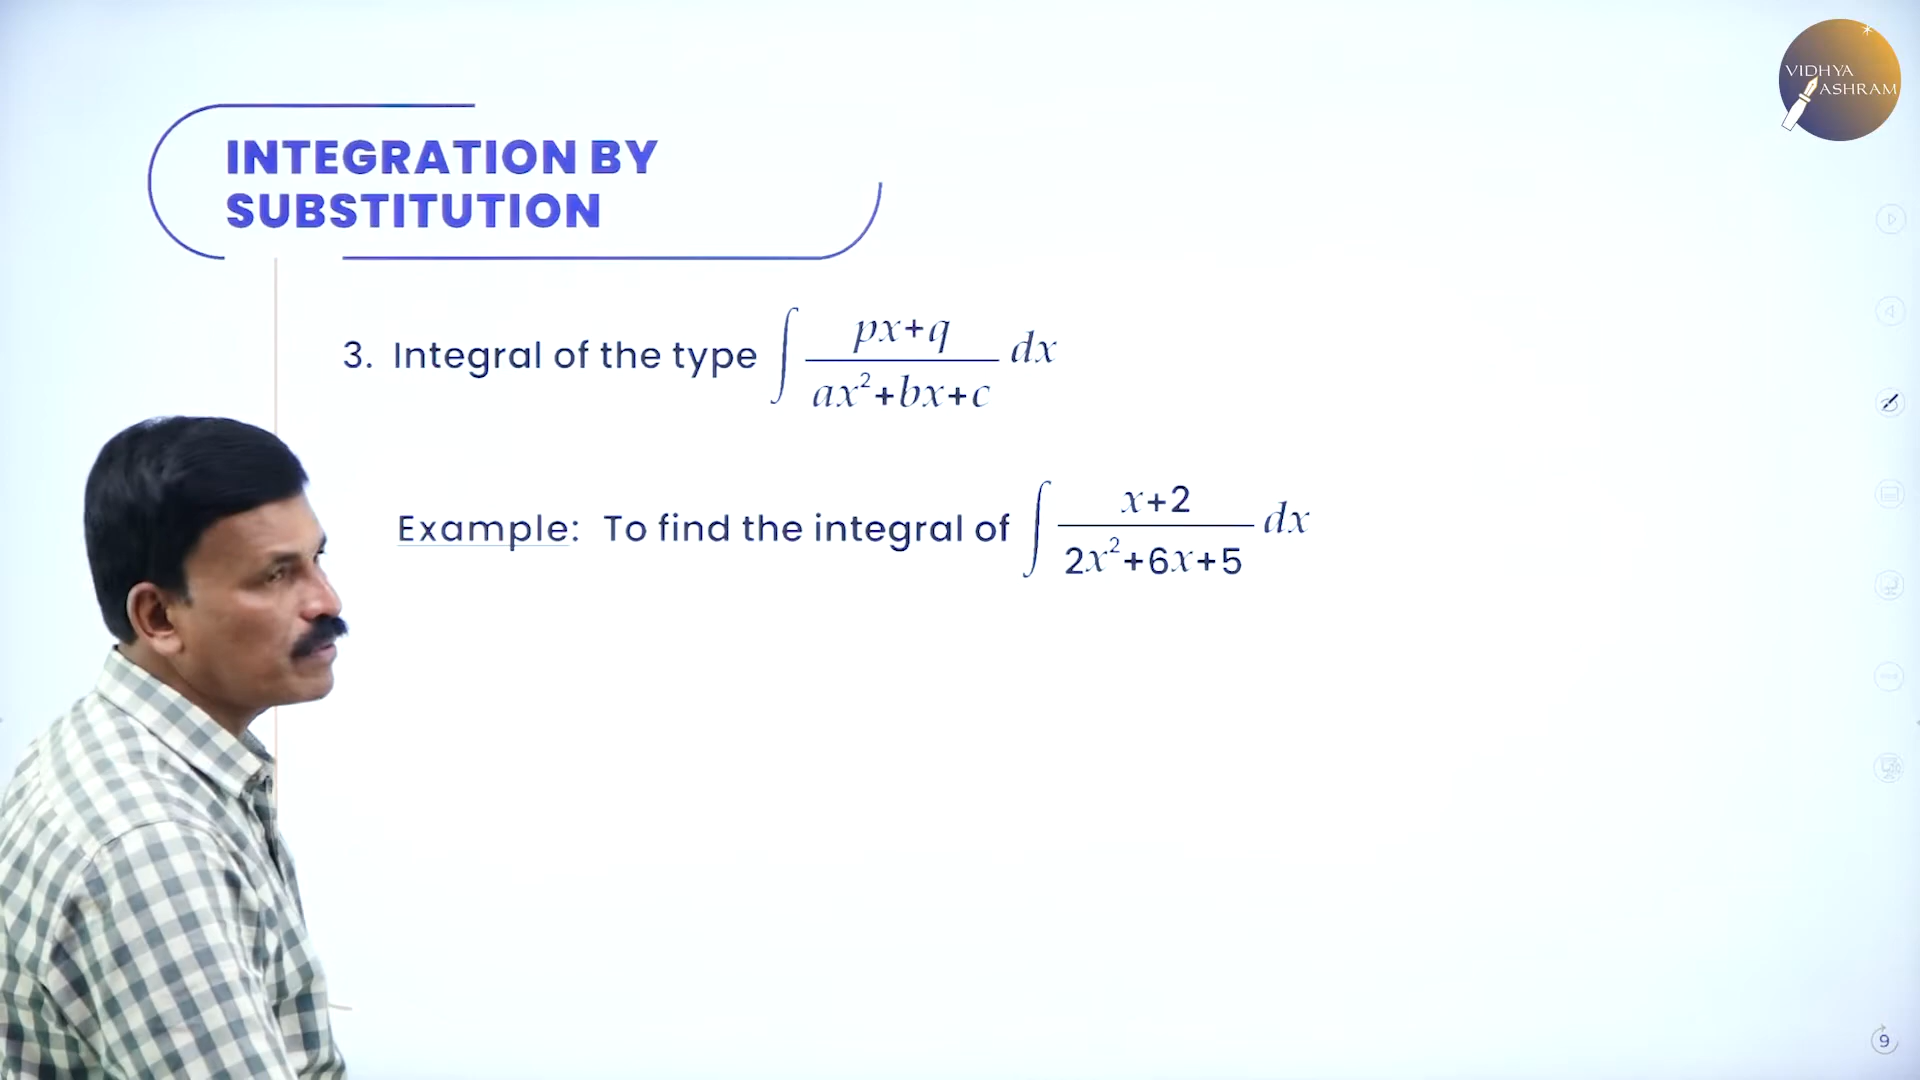 VIDHYA
ASHRAM
INTEGRATION BY
SUBSTITUTION
3. Integral of the type ∫ px+q / ax²+bx+c dx
Example: To find the integral of ∫ x+2 / 2x²+6x+5 dx
9